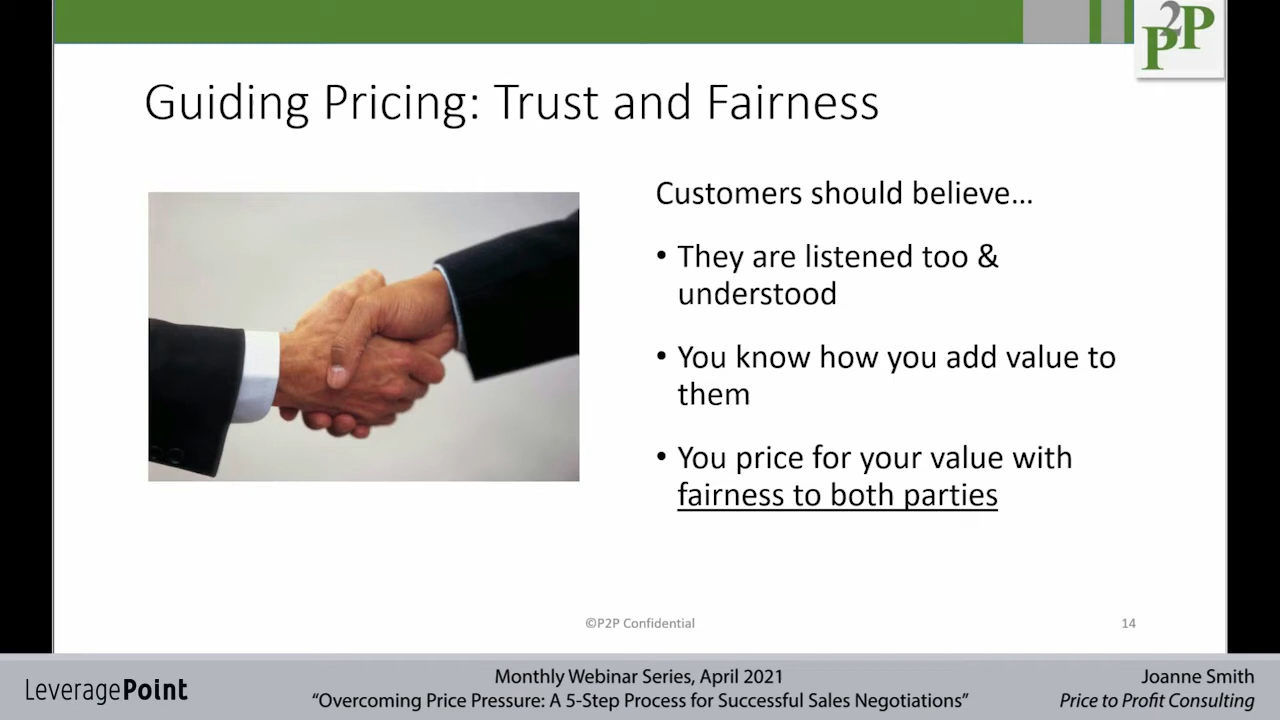 P2P
Guiding Pricing: Trust and Fairness
Customers should believe…
• They are listened too &
understood
• You know how you add value to
them
• You price for your value with
fairness to both parties
©P2P Confidential
14
LeveragePoint
Monthly Webinar Series, April 2021
“Overcoming Price Pressure: A 5-Step Process for Successful Sales Negotiations”
Joanne Smith
Price to Profit Consulting